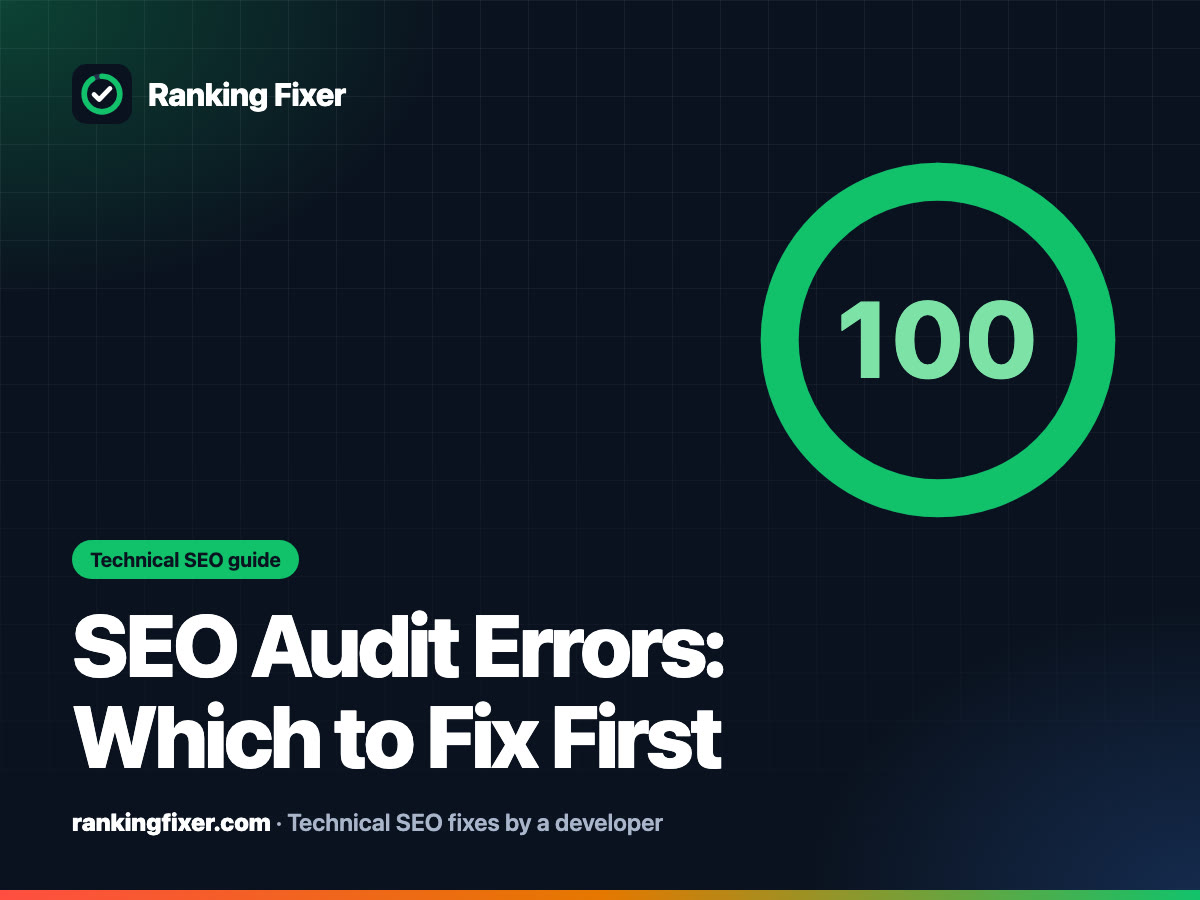 Ranking Fixer
100
Technical SEO guide
SEO Audit Errors:
Which to Fix First
rankingfixer.com · Technical SEO fixes by a developer